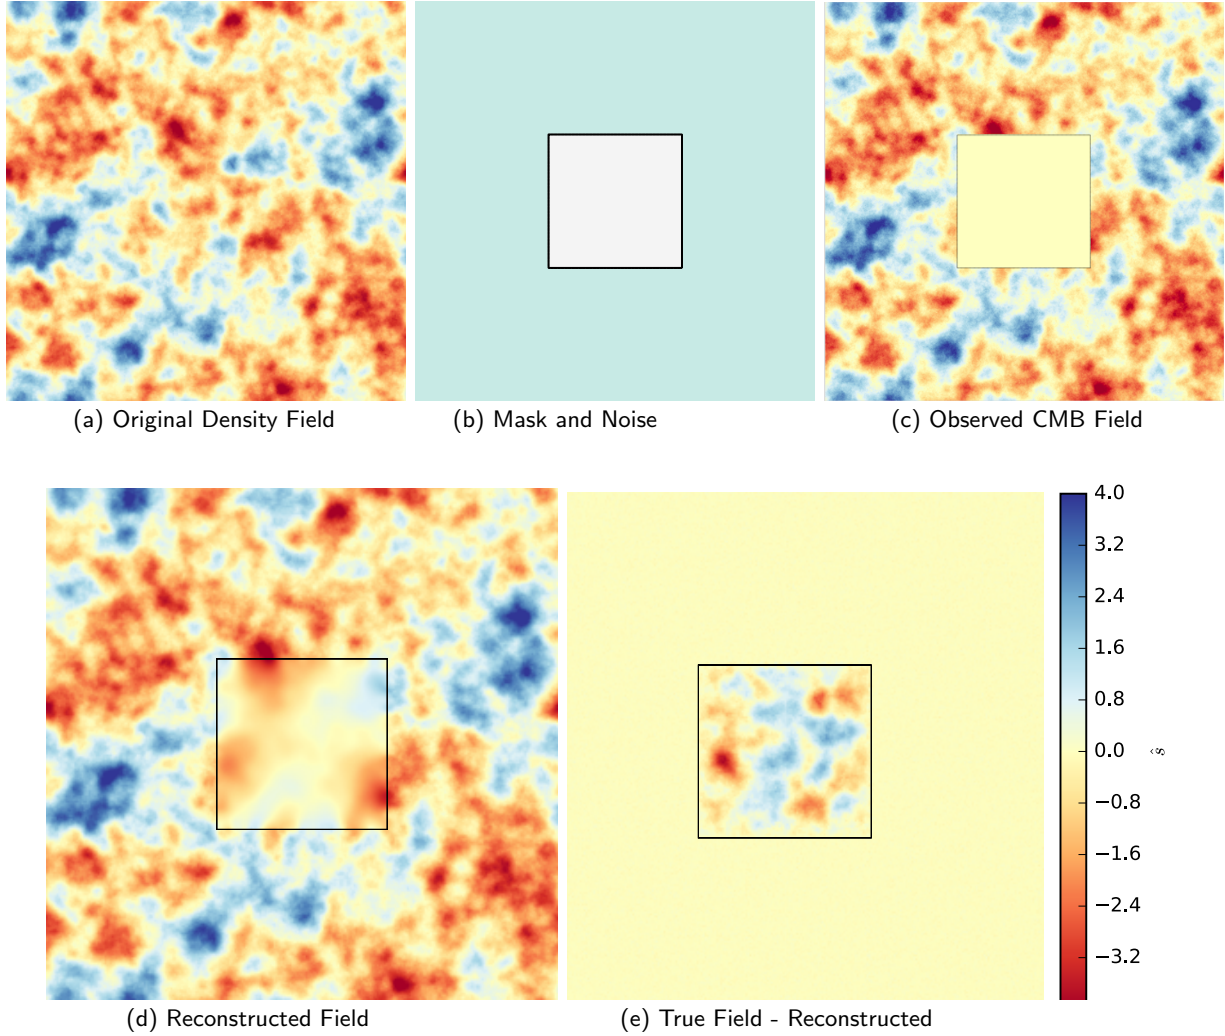 (a) Original Density Field
(b) Mask and Noise
(c) Observed CMB Field
4.0
3.2
2.4
1.6
0.8
0.0
−0.8
−1.6
−2.4
−3.2
ŝ
(d) Reconstructed Field
(e) True Field - Reconstructed